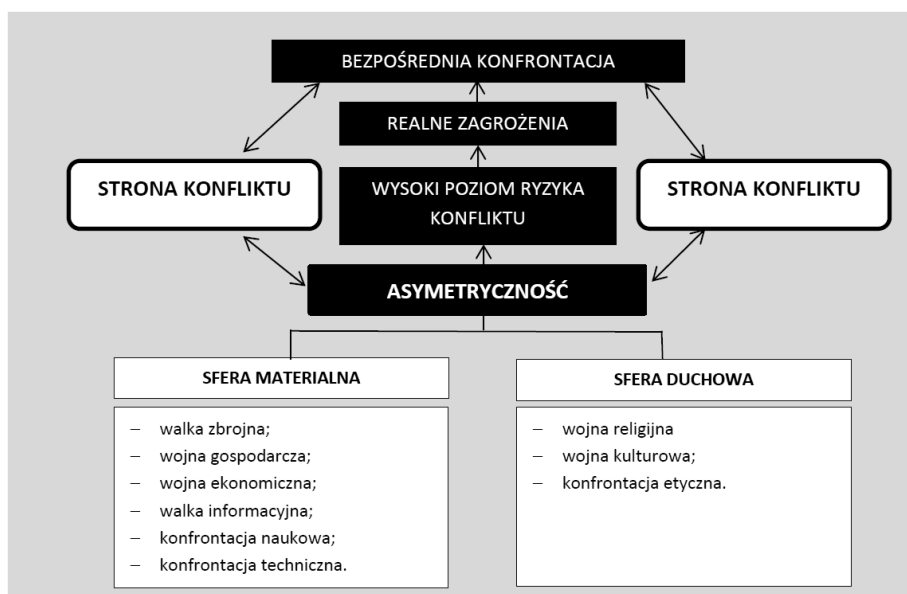 BEZPOŚREDNIA KONFRONTACJA
REALNE ZAGROŻENIA
STRONA KONFLIKTU
WYSOKI POZIOM RYZYKA
KONFLIKTU
STRONA KONFLIKTU
ASYMETRYCZNOŚĆ
SFERA MATERIALNA
– walka zbrojna;
– wojna gospodarcza;
– wojna ekonomiczna;
– walka informacyjna;
– konfrontacja naukowa;
– konfrontacja techniczna.
SFERA DUCHOWA
– wojna religijna
– wojna kulturowa;
– konfrontacja etyczna.